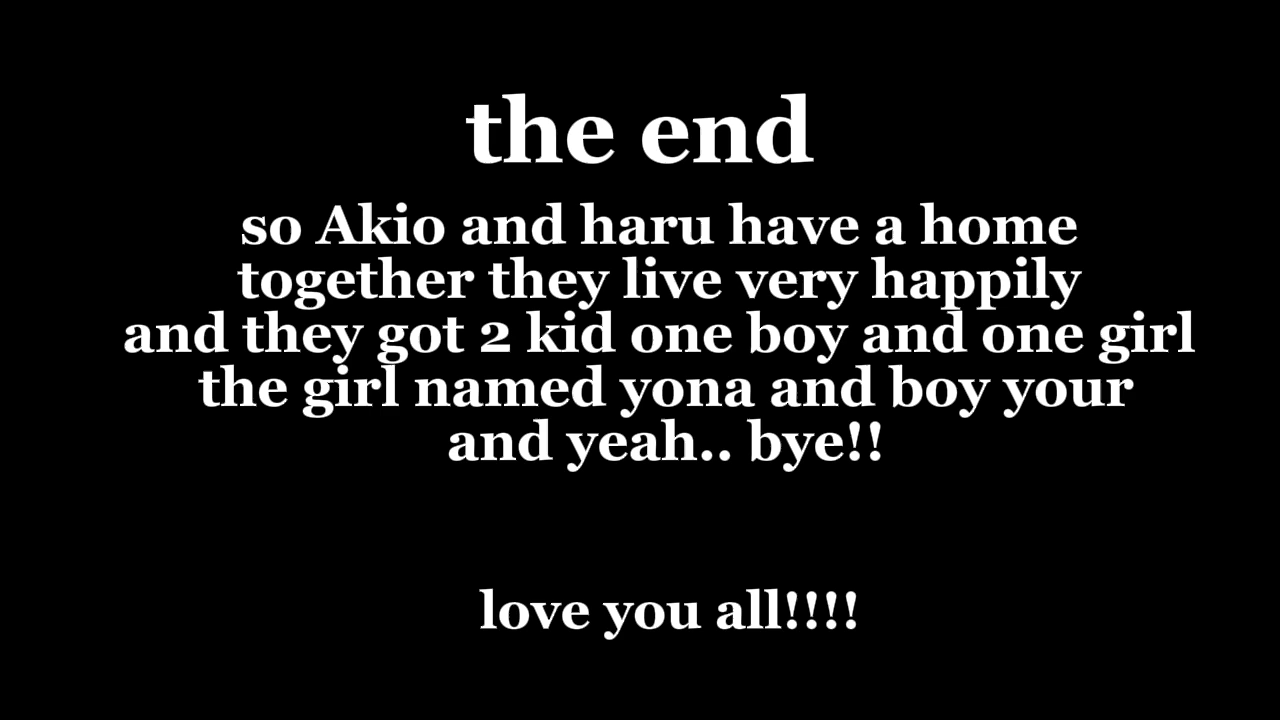 the end
so Akio and haru have a home
together they live very happily
and they got 2 kid one boy and one girl
the girl named yona and boy your
and yeah.. bye!!
love you all!!!!